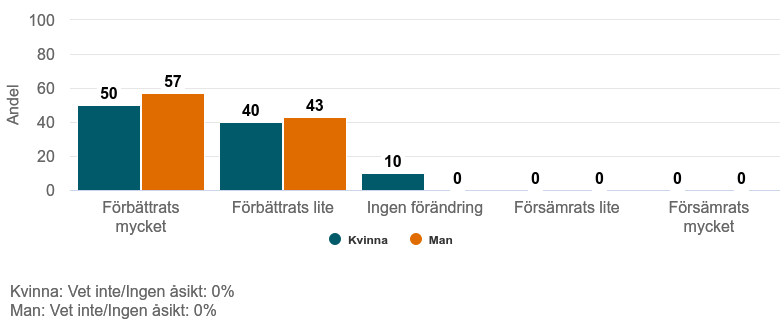 100
80
60
40
20
0
Andel
50
57
40
43
10
0
0
0
0
0
Förbättrats
mycket
Förbättrats lite
Ingen förändring
Försämrats lite
Försämrats
mycket
Kvinna
Man
Kvinna: Vet inte/Ingen åsikt: 0%
Man: Vet inte/Ingen åsikt: 0%